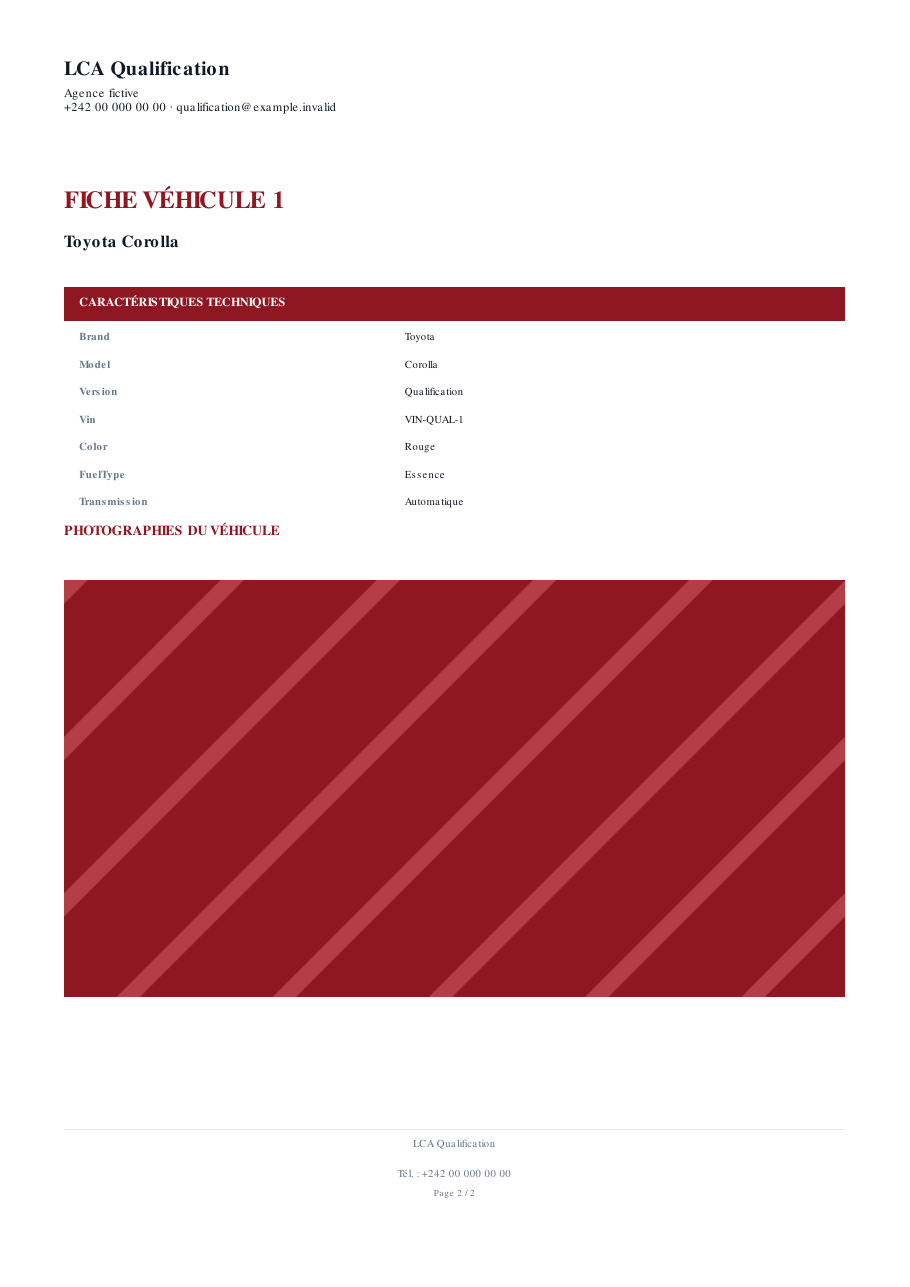 LCA Qualification
Agence fictive
+242 00 000 00 00 · qualification@example.invalid
FICHE VÉHICULE 1
Toyota Corolla
CARACTÉRISTIQUES TECHNIQUES
Brand Toyota
Model Corolla
Version Qualification
Vin VIN-QUAL-1
Color Rouge
FuelType Essence
Transmission Automatique
PHOTOGRAPHIES DU VÉHICULE
LCA Qualification
Tél. : +242 00 000 00 00
Page 2 / 2